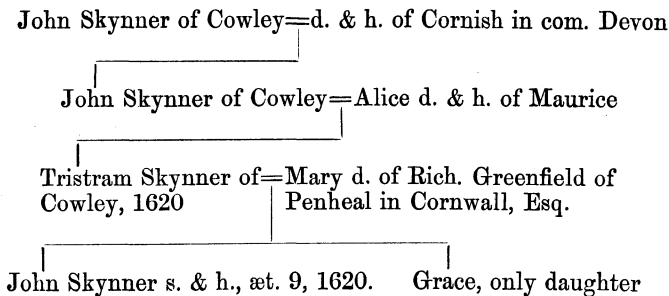 John Skynner of Cowley=d. & h. of Cornish in com. Devon
John Skynner of Cowley=Alice d. & h. of Maurice
Tristram Skynner of=Mary d. of Rich. Greenfield of
Cowley, 1620 Penheal in Cornwall, Esq.
John Skynner s. & h., æt. 9, 1620. Grace, only daughter